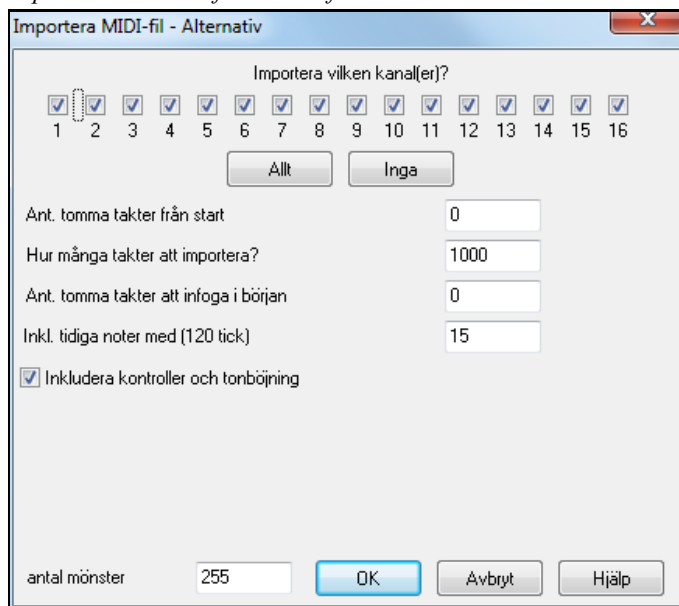 Importera MIDI-fil - Alternativ
Importera vilken kanal(er)?
1 2 3 4 5 6 7 8 9 10 11 12 13 14 15 16
Allt Inga
Ant. tomma takter från start 0
Hur många takter att importera? 1000
Ant. tomma takter att infoga i början 0
Inkl. tidiga noter med (120 tick) 15
Inkludera kontroller och tonböjning
antal mönster 255 OK Avbryt Hjälp